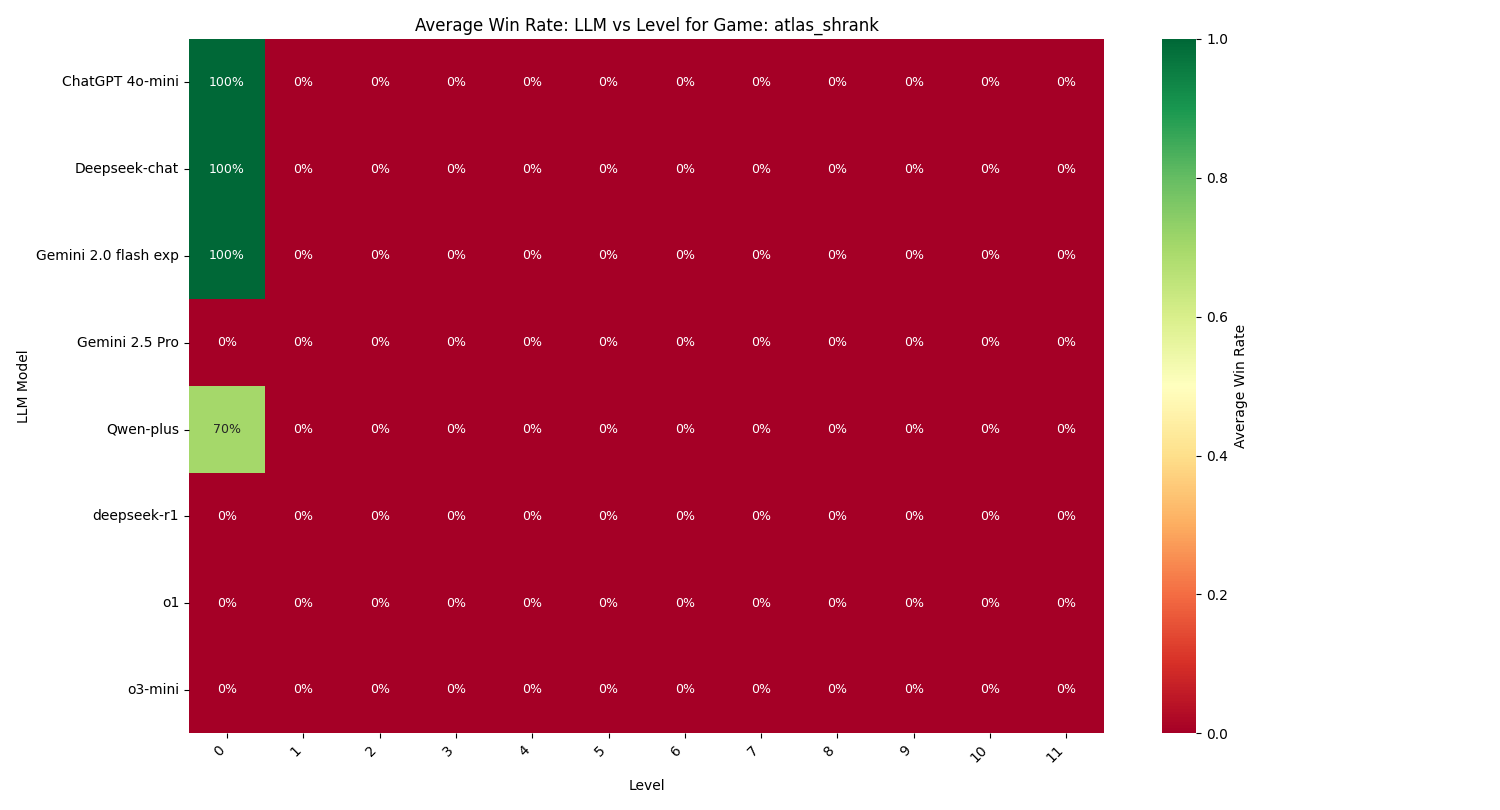 Average Win Rate: LLM vs Level for Game: atlas_shrank
ChatGPT 4o-mini 100% 0% 0% 0% 0% 0% 0% 0% 0% 0% 0% 0%
Deepseek-chat 100% 0% 0% 0% 0% 0% 0% 0% 0% 0% 0% 0%
Gemini 2.0 flash exp 100% 0% 0% 0% 0% 0% 0% 0% 0% 0% 0% 0%
Gemini 2.5 Pro 0% 0% 0% 0% 0% 0% 0% 0% 0% 0% 0% 0%
Qwen-plus 70% 0% 0% 0% 0% 0% 0% 0% 0% 0% 0% 0%
deepseek-r1 0% 0% 0% 0% 0% 0% 0% 0% 0% 0% 0% 0%
o1 0% 0% 0% 0% 0% 0% 0% 0% 0% 0% 0% 0%
o3-mini 0% 0% 0% 0% 0% 0% 0% 0% 0% 0% 0% 0%
0 1 2 3 4 5 6 7 8 9 10 11
Level
LLM Model
1.0
0.8
0.6
0.4
0.2
0.0
Average Win Rate